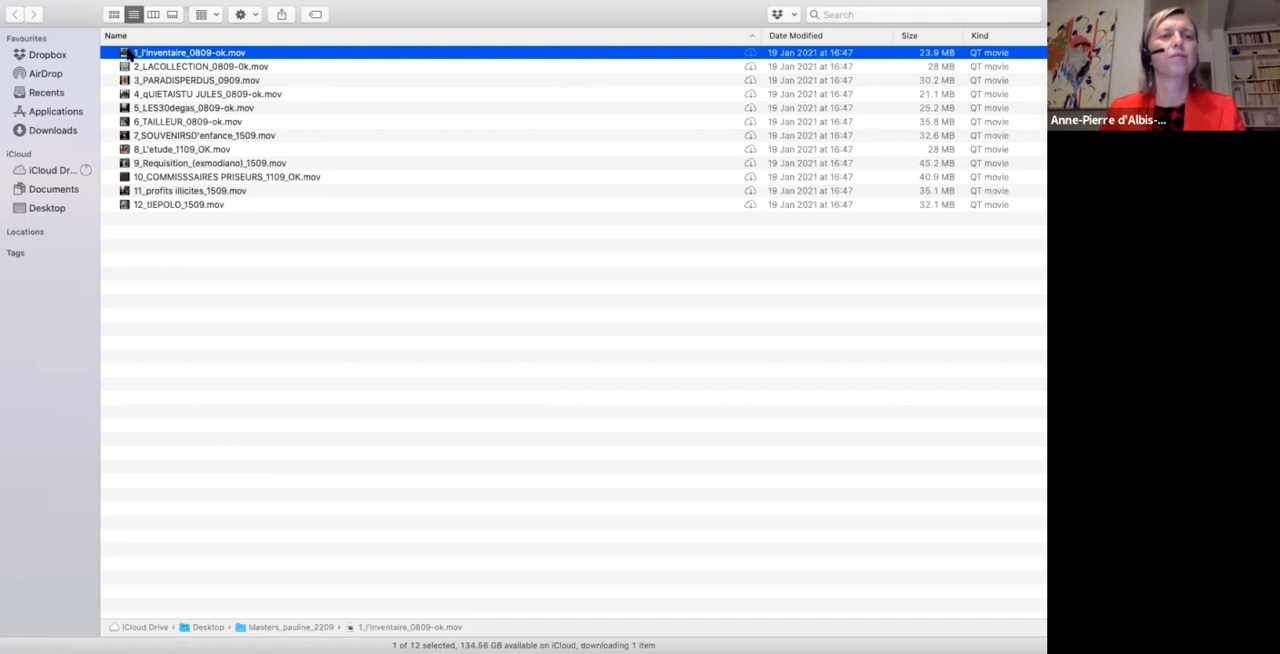 Search
Name
Date Modified
Size
Kind
Favourites
Dropbox
AirDrop
Recents
Applications
Downloads
iCloud
iCloud Dr...
Documents
Desktop
Locations
Tags
1_l'inventaire_0809-ok.mov 19 Jan 2021 at 16:47 23.9 MB QT movie
2_LACOLLECTION_0809-0k.mov 19 Jan 2021 at 16:47 28 MB QT movie
3_PARADISPERDUS_0909.mov 19 Jan 2021 at 16:47 30.2 MB QT movie
4_qUIETAISTU JULES_0809-ok.mov 19 Jan 2021 at 16:47 21.1 MB QT movie
5_LES30degas_0809-ok.mov 19 Jan 2021 at 16:47 25.2 MB QT movie
6_TAILLEUR_0809-ok.mov 19 Jan 2021 at 16:47 35.8 MB QT movie
7_SOUVENIRSD'enfance_1509.mov 19 Jan 2021 at 16:47 32.6 MB QT movie
8_L'etude_1109_OK.mov 19 Jan 2021 at 16:47 28 MB QT movie
9_Requisition_(exmodiano)_1509.mov 19 Jan 2021 at 16:47 45.2 MB QT movie
10_COMMISSSAIRES PRISEURS_1109_OK.mov 19 Jan 2021 at 16:47 40.9 MB QT movie
11_profits illicites_1509.mov 19 Jan 2021 at 16:47 35.1 MB QT movie
12_tIEPOLO_1509.mov 19 Jan 2021 at 16:47 32.1 MB QT movie
iCloud Drive › Desktop › Masters_pauline_2209 › 1_l'inventaire_0809-ok.mov
1 of 12 selected, 134.56 GB available on iCloud, downloading 1 item
Anne-Pierre d'Albis-...